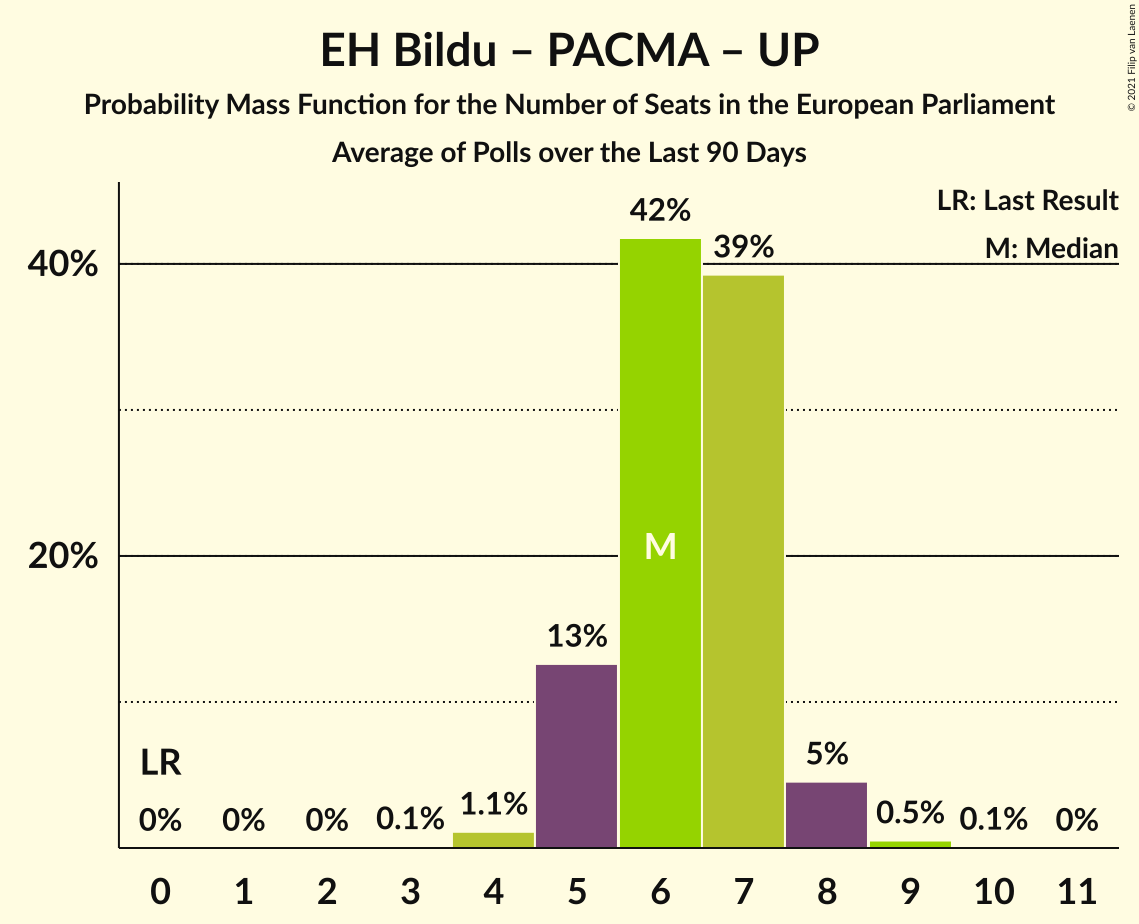 EH Bildu – PACMA – UP
Probability Mass Function for the Number of Seats in the European Parliament
Average of Polls over the Last 90 Days
© 2021 Filip van Laenen
LR: Last Result
M: Median
40%
20%
42%
39%
M
13%
LR
5%
0%
0%
0%
0.1%
1.1%
0.5%
0.1%
0%
0 1 2 3 4 5 6 7 8 9 10 11